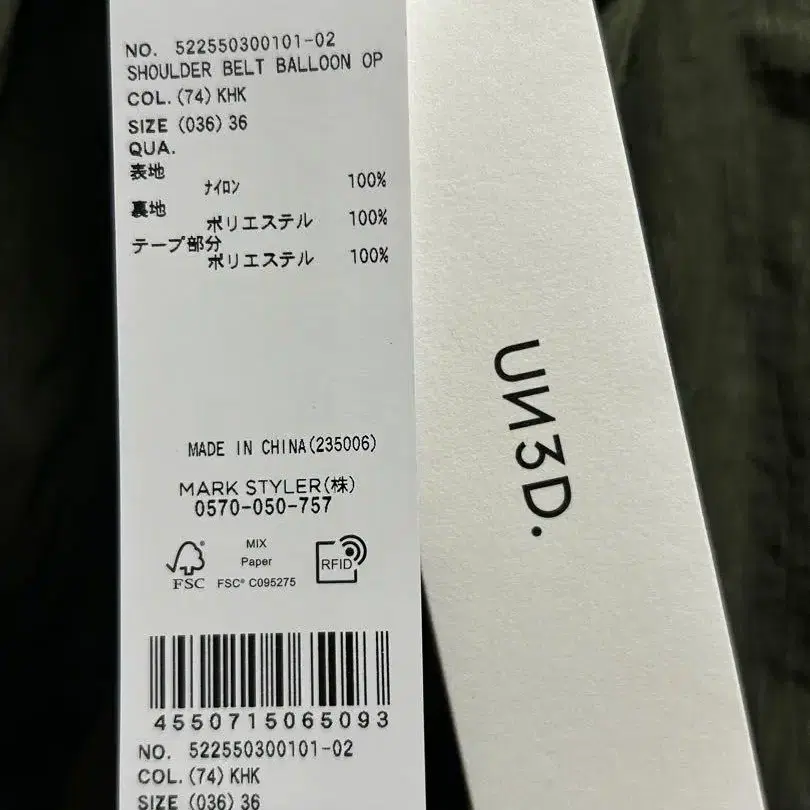 NO. 522550300101-02
SHOULDER BELT BALLOON OP
COL.(74)KHK
SIZE (036)36
QUA.
表地
ナイロン 100%
裏地
ポリエステル 100%
テープ部分
ポリエステル 100%
MADE IN CHINA(235006)
MARK STYLER(株)
0570-050-757
FSC
MIX
Paper
FSC® C095275
RFID
4550715065093
NO. 522550300101-02
COL.(74)KHK
SIZE (036)36
UN3D.